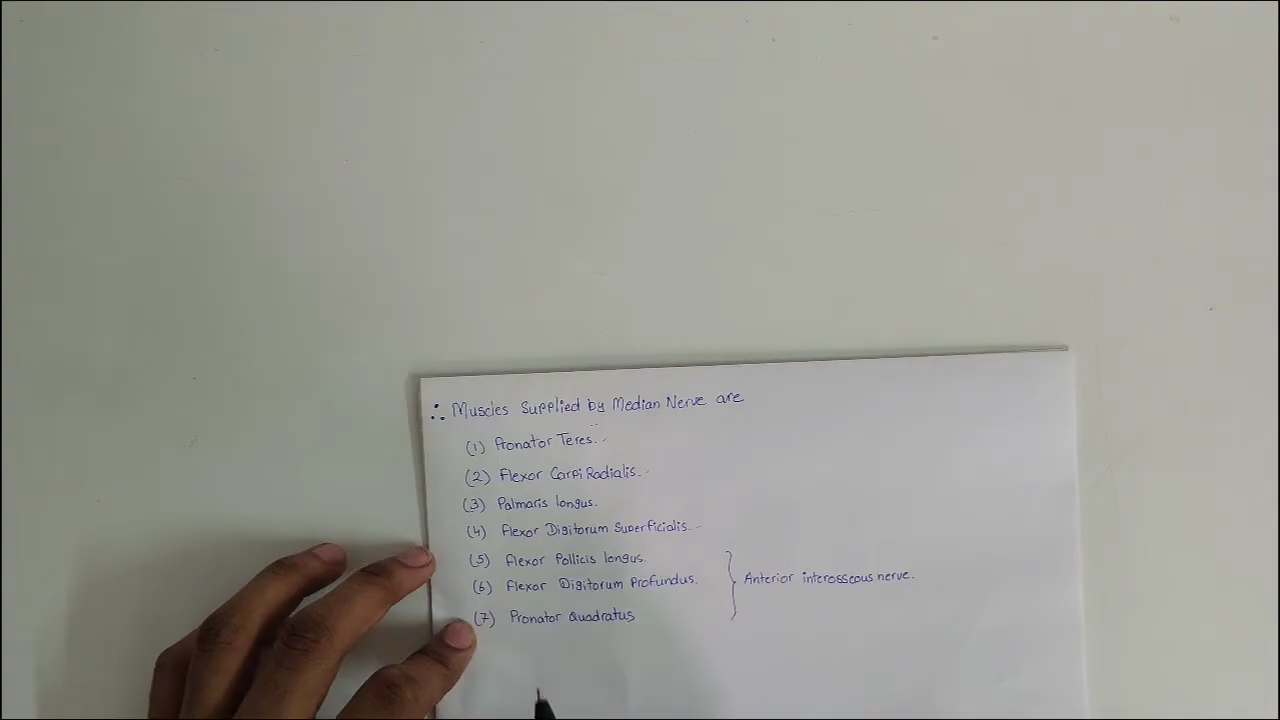 ∴ Muscles Supplied by Median Nerve are
(1) Pronator Teres.
(2) Flexor Carpi Radialis.
(3) Palmaris longus.
(4) Flexor Digitorum Superficialis.
(5) Flexor Pollicis longus.
(6) Flexor Digitorum Profundus.
} Anterior interosseous nerve.
(7) Pronator Quadratus